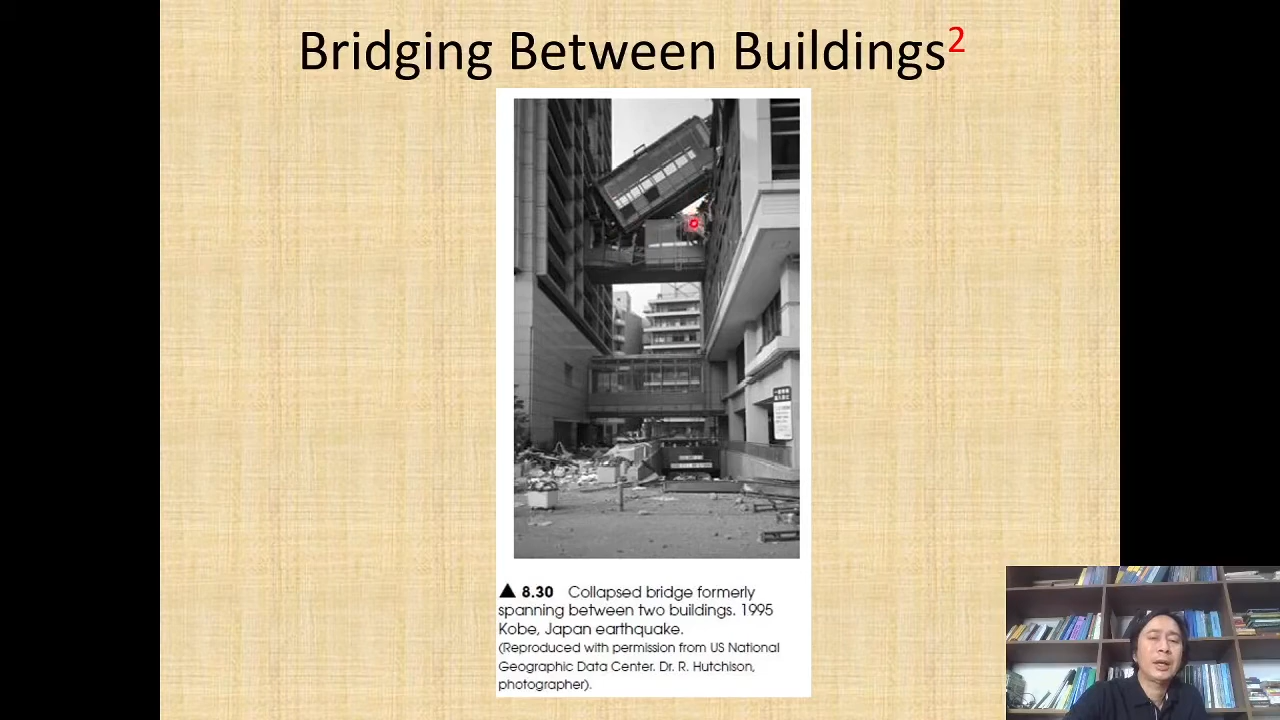 Bridging Between Buildings²
▲ 8.30 Collapsed bridge formerly
spanning between two buildings. 1995
Kobe, Japan earthquake.
(Reproduced with permission from US National
Geographic Data Center. Dr. R. Hutchison,
photographer).